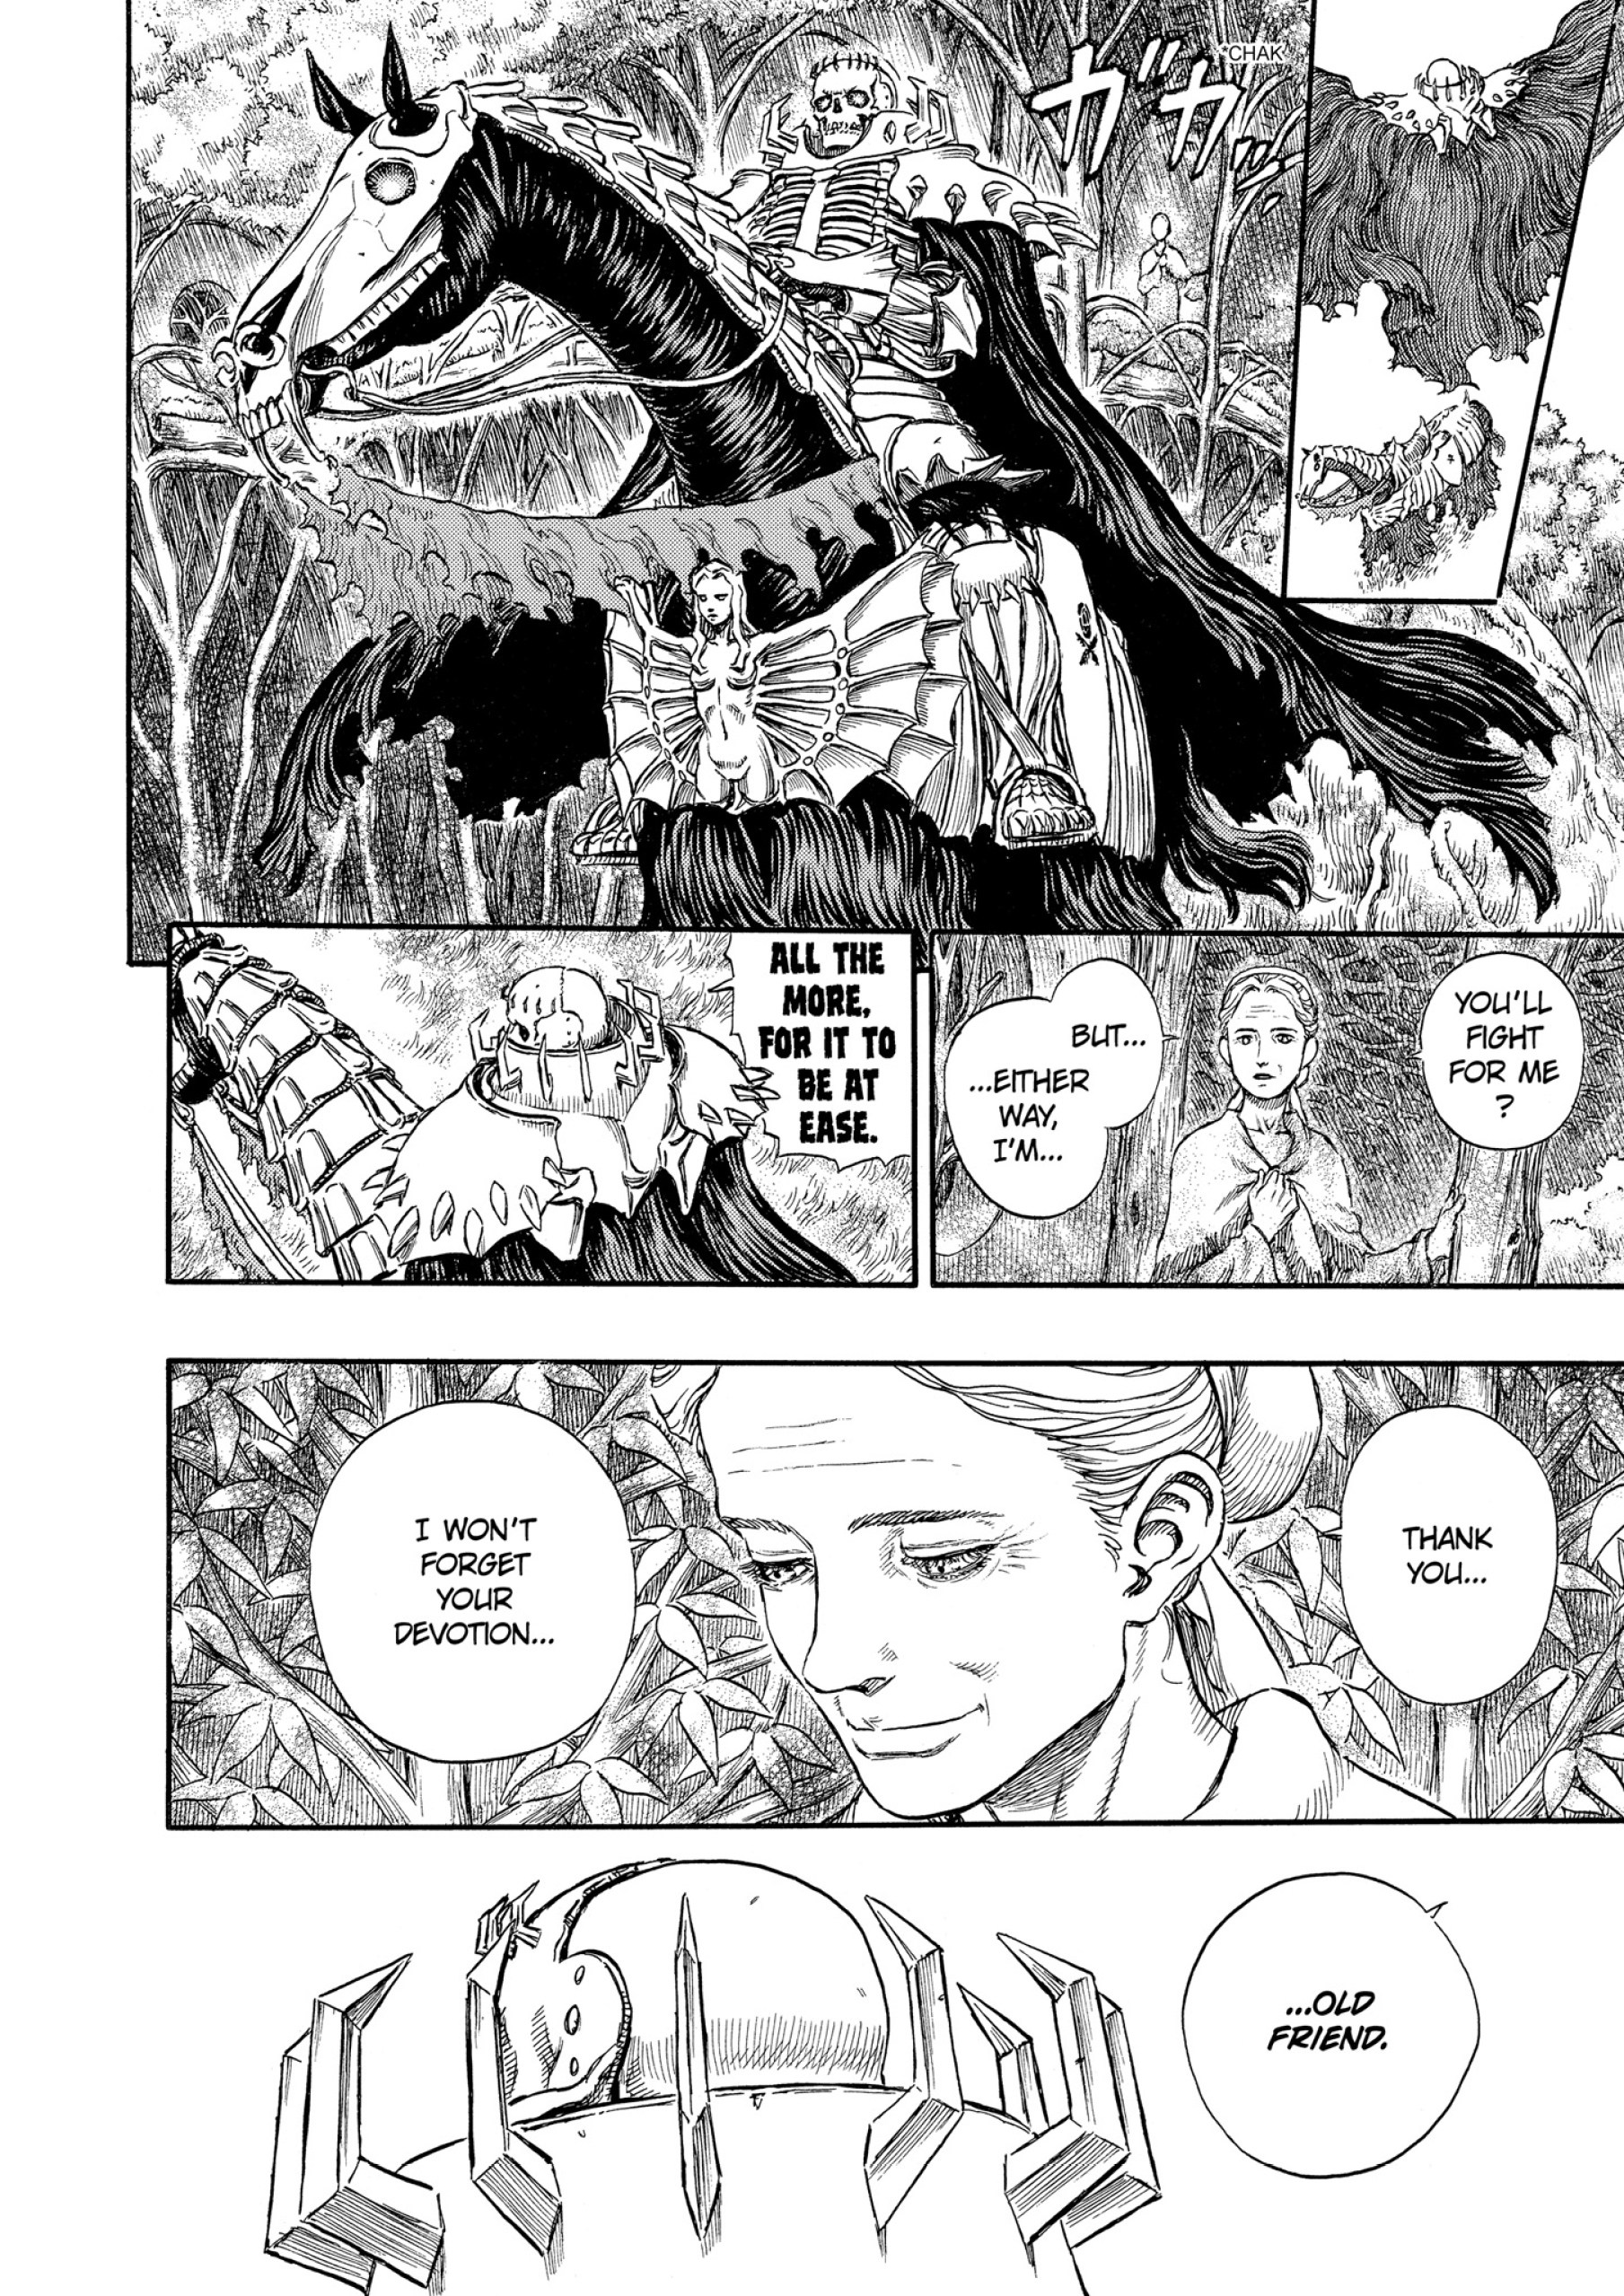 *CHAK
ガガッ
YOU'LL
FIGHT
FOR ME
?
BUT...
...EITHER
WAY,
I'M...
ALL THE
MORE,
FOR IT TO
BE AT
EASE.
THANK
YOU...
I WON'T
FORGET
YOUR
DEVOTION...
...OLD
FRIEND.